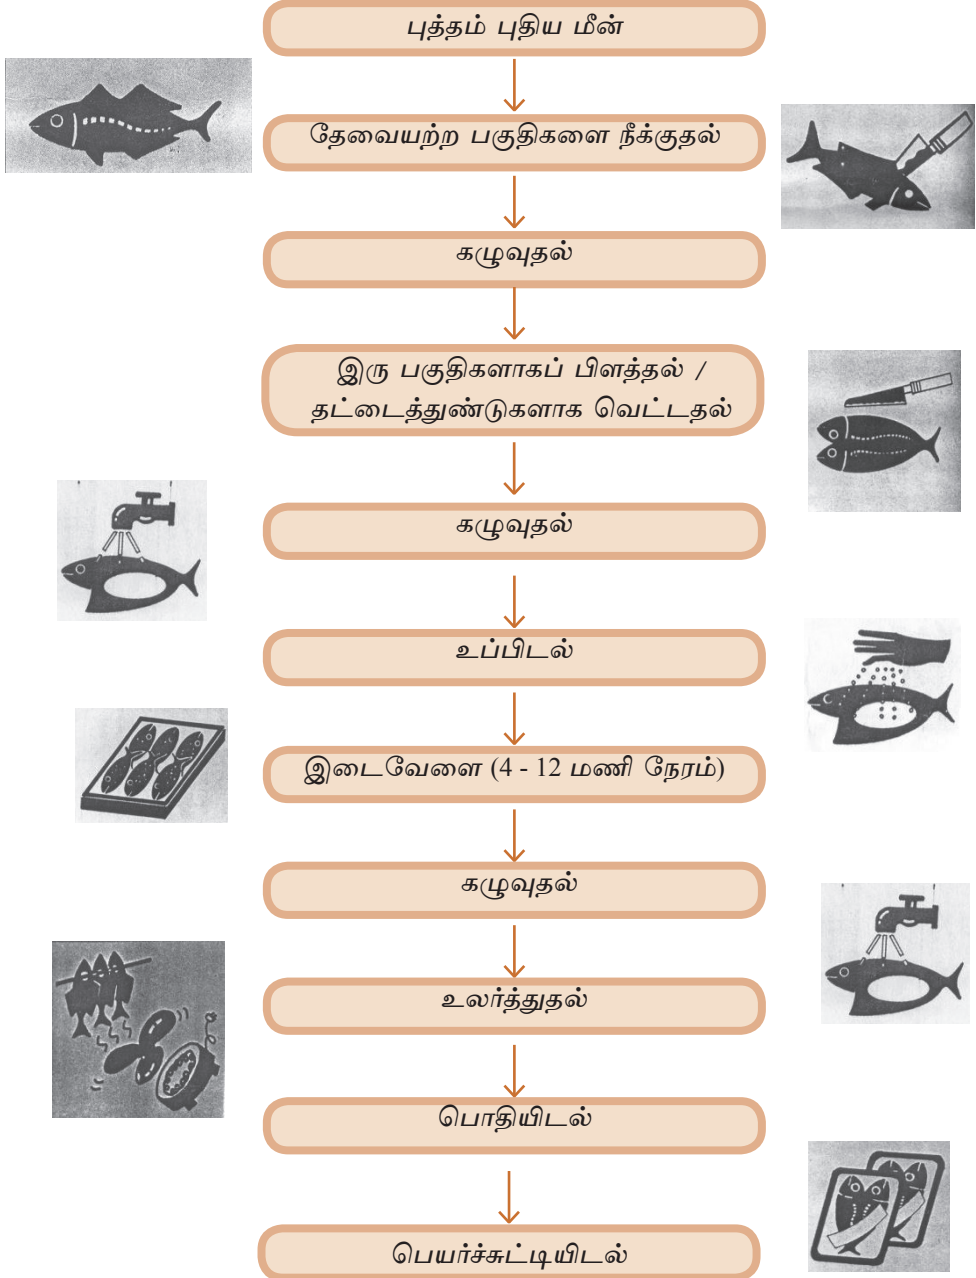 புத்தம் புதிய மீன்
தேவையற்ற பகுதிகளை நீக்குதல்
கழுவுதல்
இரு பகுதிகளாகப் பிளத்தல் /
தட்டைத்துண்டுகளாக வெட்டதல்
கழுவுதல்
உப்பிடல்
இடைவேளை (4 - 12 மணி நேரம்)
கழுவுதல்
உலர்த்துதல்
பொதியிடல்
பெயர்ச்சுட்டியிடல்